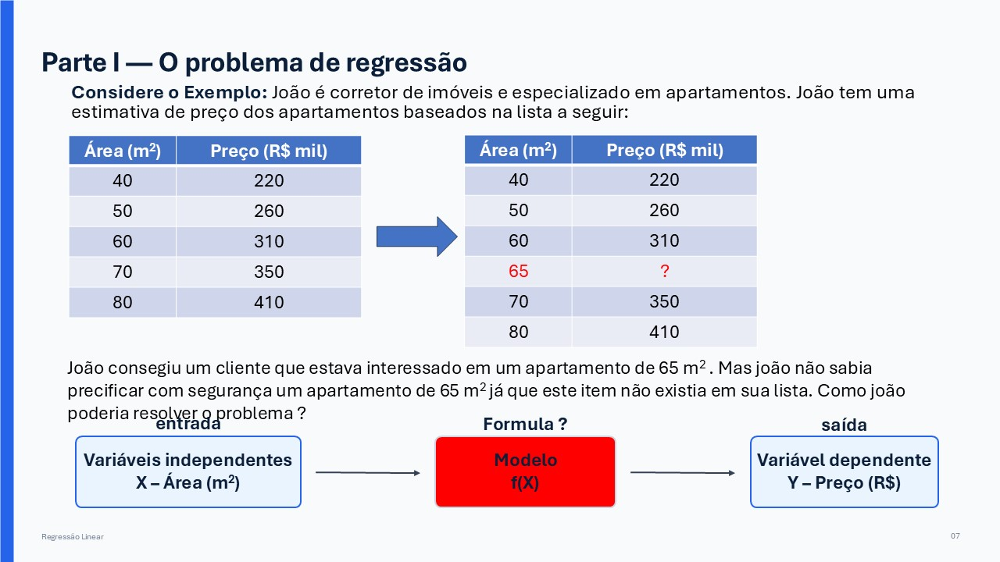 Parte I — O problema de regressão
Considere o Exemplo: João é corretor de imóveis e especializado em apartamentos. João tem uma
estimativa de preço dos apartamentos baseados na lista a seguir:
Área (m²) Preço (R$ mil)
40 220
50 260
60 310
70 350
80 410
Área (m²) Preço (R$ mil)
40 220
50 260
60 310
65 ?
70 350
80 410
João consegiu um cliente que estava interessado em um apartamento de 65 m² . Mas joão não sabia
precificar com segurança um apartamento de 65 m² já que este item não existia em sua lista. Como joão
poderia resolver o problema ?
entrada
Variáveis independentes
X – Área (m²)
Formula ?
Modelo
f(X)
saída
Variável dependente
Y – Preço (R$)
Regressão Linear
07